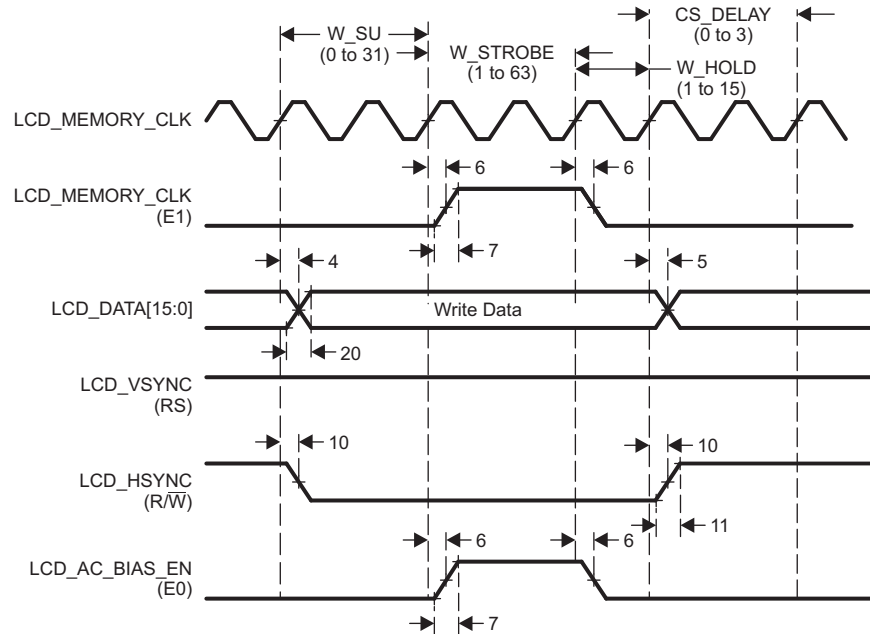 CS_DELAY
(0 to 3)
W_SU
(0 to 31)
W_STROBE
(1 to 63)
W_HOLD
(1 to 15)
LCD_MEMORY_CLK
LCD_MEMORY_CLK
(E1)
6
6
7
4
5
LCD_DATA[15:0]
Write Data
20
LCD_VSYNC
(RS)
10
10
LCD_HSYNC
(R/W̅)
11
6
6
LCD_AC_BIAS_EN
(E0)
7